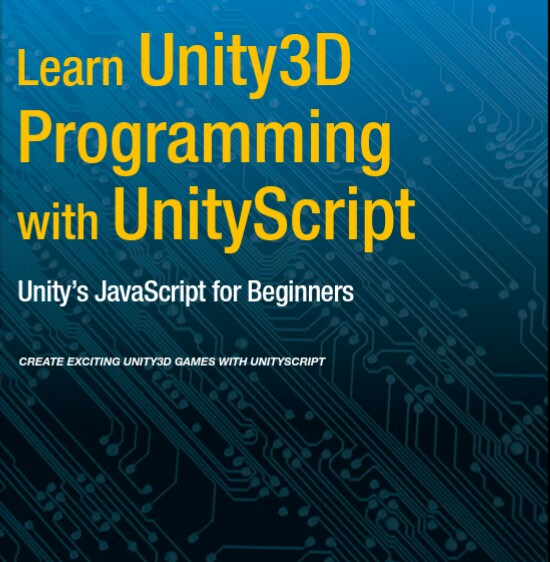 Learn Unity3D
Programming
with UnityScript
Unity's JavaScript for Beginners
CREATE EXCITING UNITY3D GAMES WITH UNITYSCRIPT